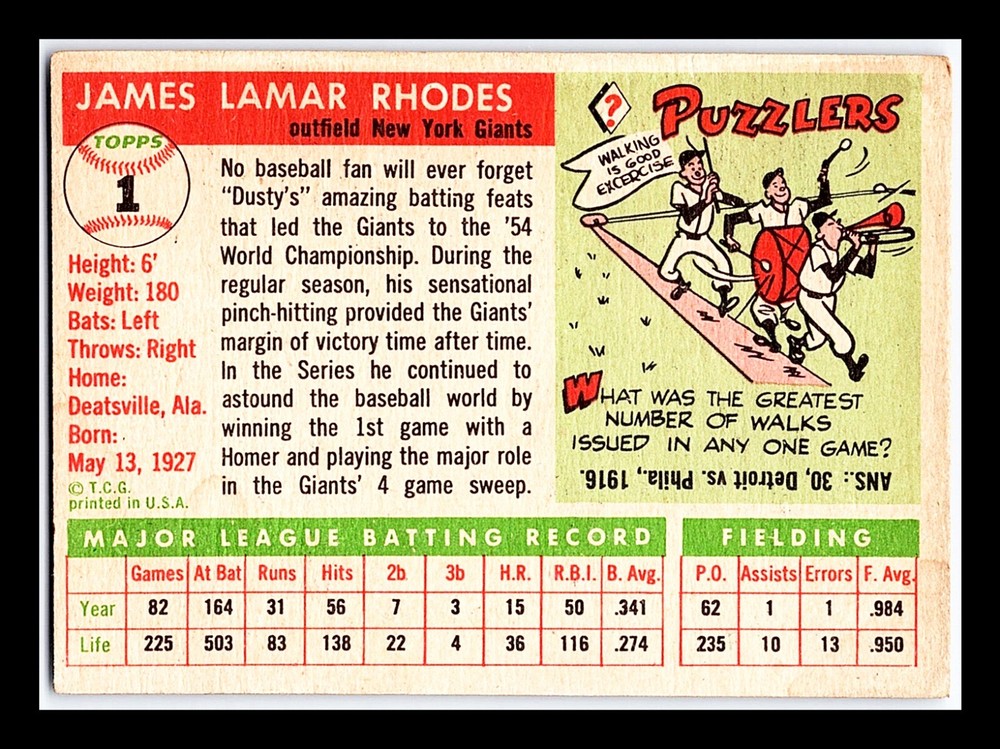 JAMES LAMAR RHODES
outfield New York Giants
TOPPS
1
Height: 6'
Weight: 180
Bats: Left
Throws: Right
Home:
Deatsville, Ala.
Born:
May 13, 1927
© T.C.G.
printed in U.S.A.
No baseball fan will ever forget
"Dusty's" amazing batting feats
that led the Giants to the '54
World Championship. During the
regular season, his sensational
pinch-hitting provided the Giants'
margin of victory time after time.
In the Series he continued to
astound the baseball world by
winning the 1st game with a
Homer and playing the major role
in the Giants' 4 game sweep.
? PUZZLERS
WALKING
IS GOOD
EXCERCISE
WHAT WAS THE GREATEST
NUMBER OF WALKS
ISSUED IN ANY ONE GAME?
ANS.: 30, Detroit vs. Phila., 1916.
MAJOR LEAGUE BATTING RECORD
Games At Bat Runs Hits 2b 3b H.R. R.B.I. B. Avg.
Year 82 164 31 56 7 3 15 50 .341
Life 225 503 83 138 22 4 36 116 .274
FIELDING
P.O. Assists Errors F. Avg.
62 1 1 .984
235 10 13 .950